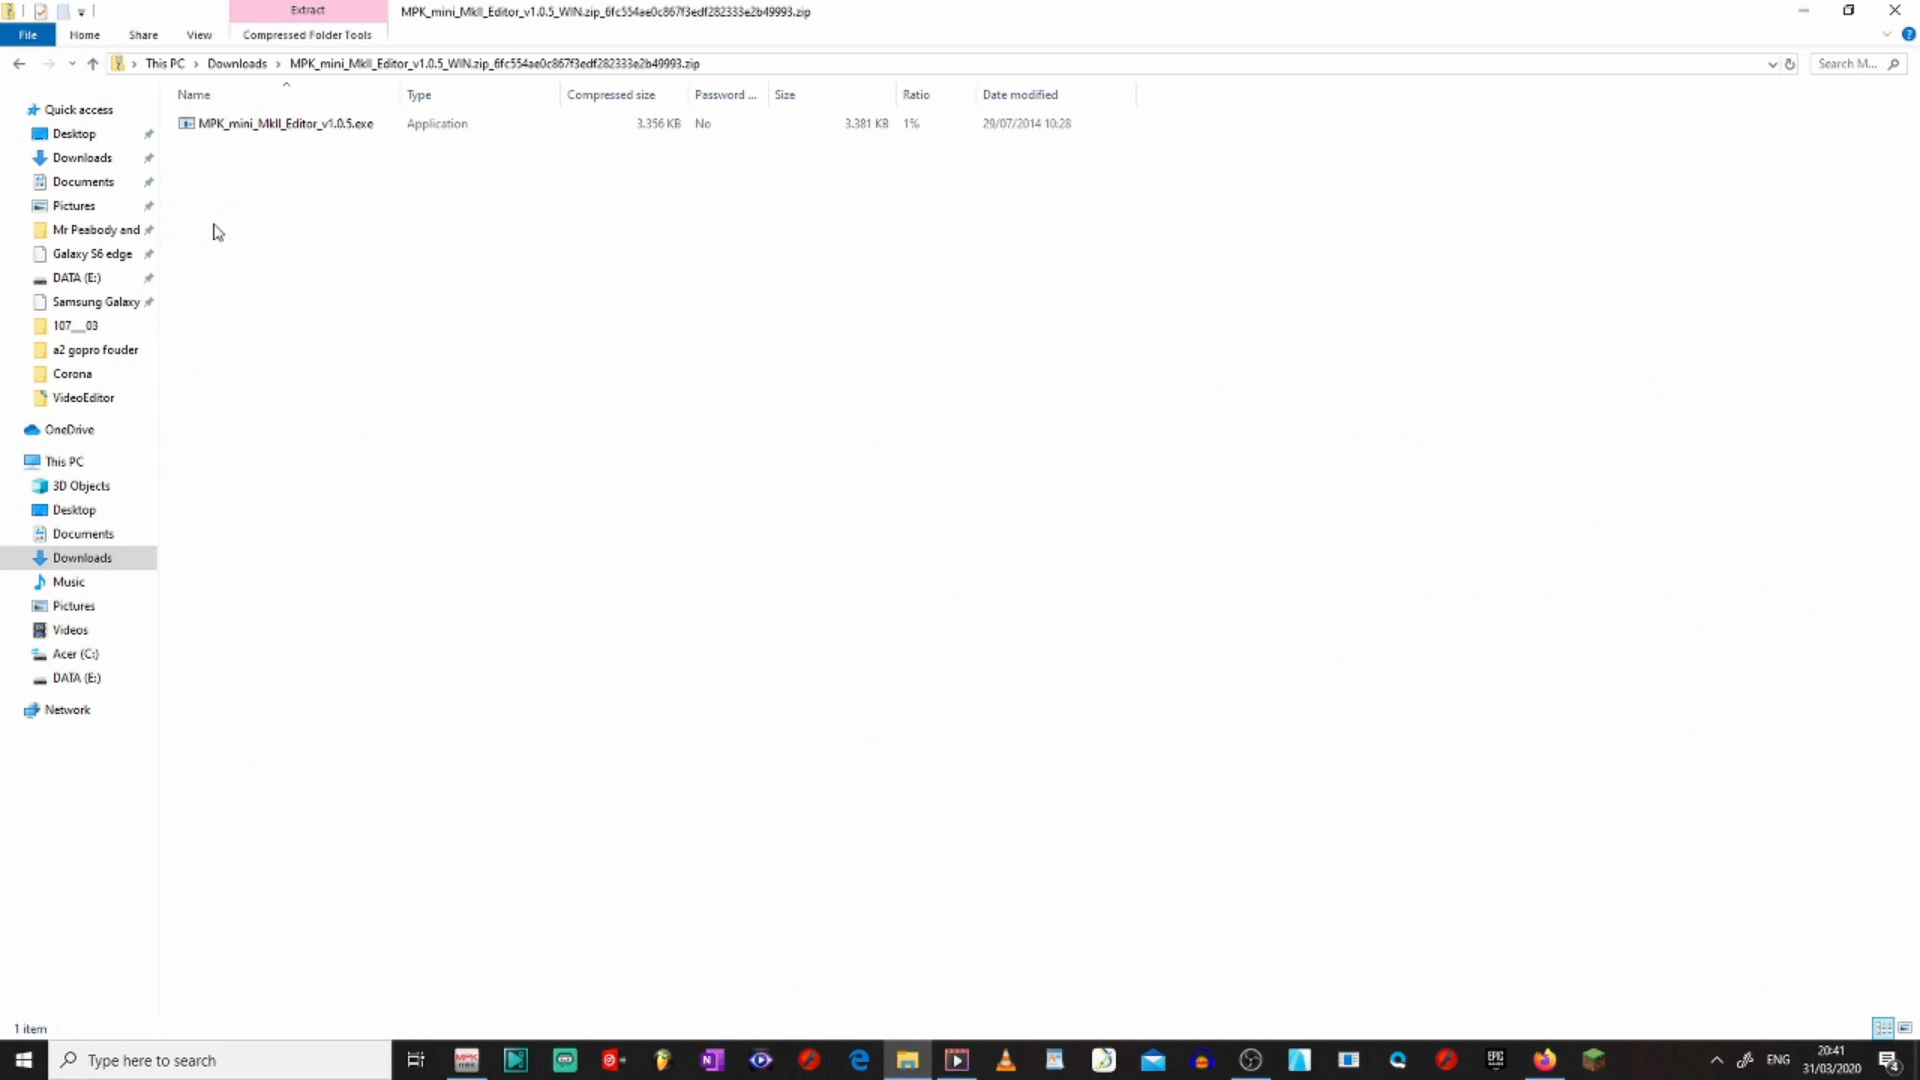 Extract
MPK_mini_MkII_Editor_v1.0.5_WIN.zip_6fc554ae0c867f3edf282333e2b49993.zip
File Home Share View Compressed Folder Tools
This PC Downloads MPK_mini_MkII_Editor_v1.0.5_WIN.zip_6fc554ae0c867f3edf282333e2b49993.zip
Search M...
Name Type Compressed size Password ... Size Ratio Date modified
MPK_mini_MkII_Editor_v1.0.5.exe Application 3.356 KB No 3.381 KB 1% 29/07/2014 10:28
Quick access
Desktop
Downloads
Documents
Pictures
Mr Peabody and
Galaxy S6 edge
DATA (E:)
Samsung Galaxy
107___03
a2 gopro fouder
Corona
VideoEditor
OneDrive
This PC
3D Objects
Desktop
Documents
Downloads
Music
Pictures
Videos
Acer (C:)
DATA (E:)
Network
1 item
Type here to search
ENG
20:41
31/03/2020
4